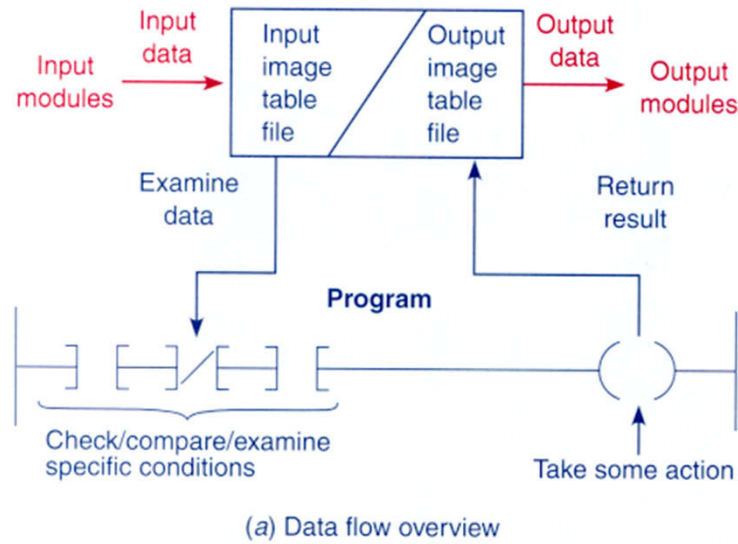 Input
modules
Input
data
Input
image
table
file
Output
image
table
file
Output
data
Output
modules
Examine
data
Return
result
Program
Check/compare/examine
specific conditions
Take some action
(a) Data flow overview